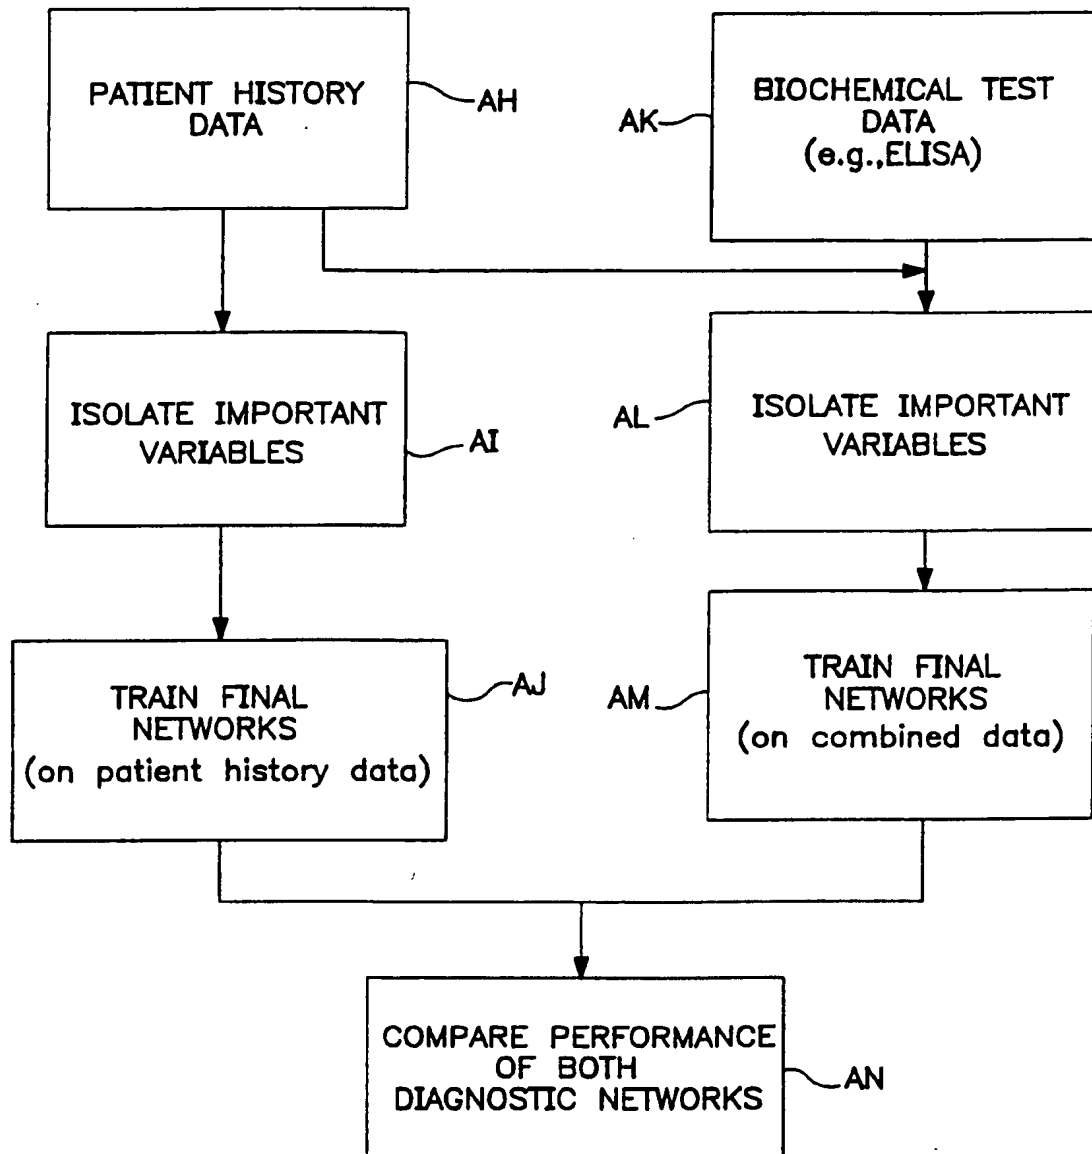 PATIENT HISTORY
DATA
AH
BIOCHEMICAL TEST
DATA
(e.g.,ELISA)
AK
ISOLATE IMPORTANT
VARIABLES
AI
ISOLATE IMPORTANT
VARIABLES
AL
TRAIN FINAL
NETWORKS
(on patient history data)
AJ
TRAIN FINAL
NETWORKS
(on combined data)
AM
COMPARE PERFORMANCE
OF BOTH
DIAGNOSTIC NETWORKS
AN